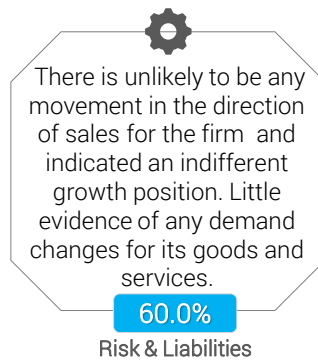 There is unlikely to be any
movement in the direction
of sales for the firm and
indicated an indifferent
growth position. Little
evidence of any demand
changes for its goods and
services.
60.0%
Risk & Liabilities